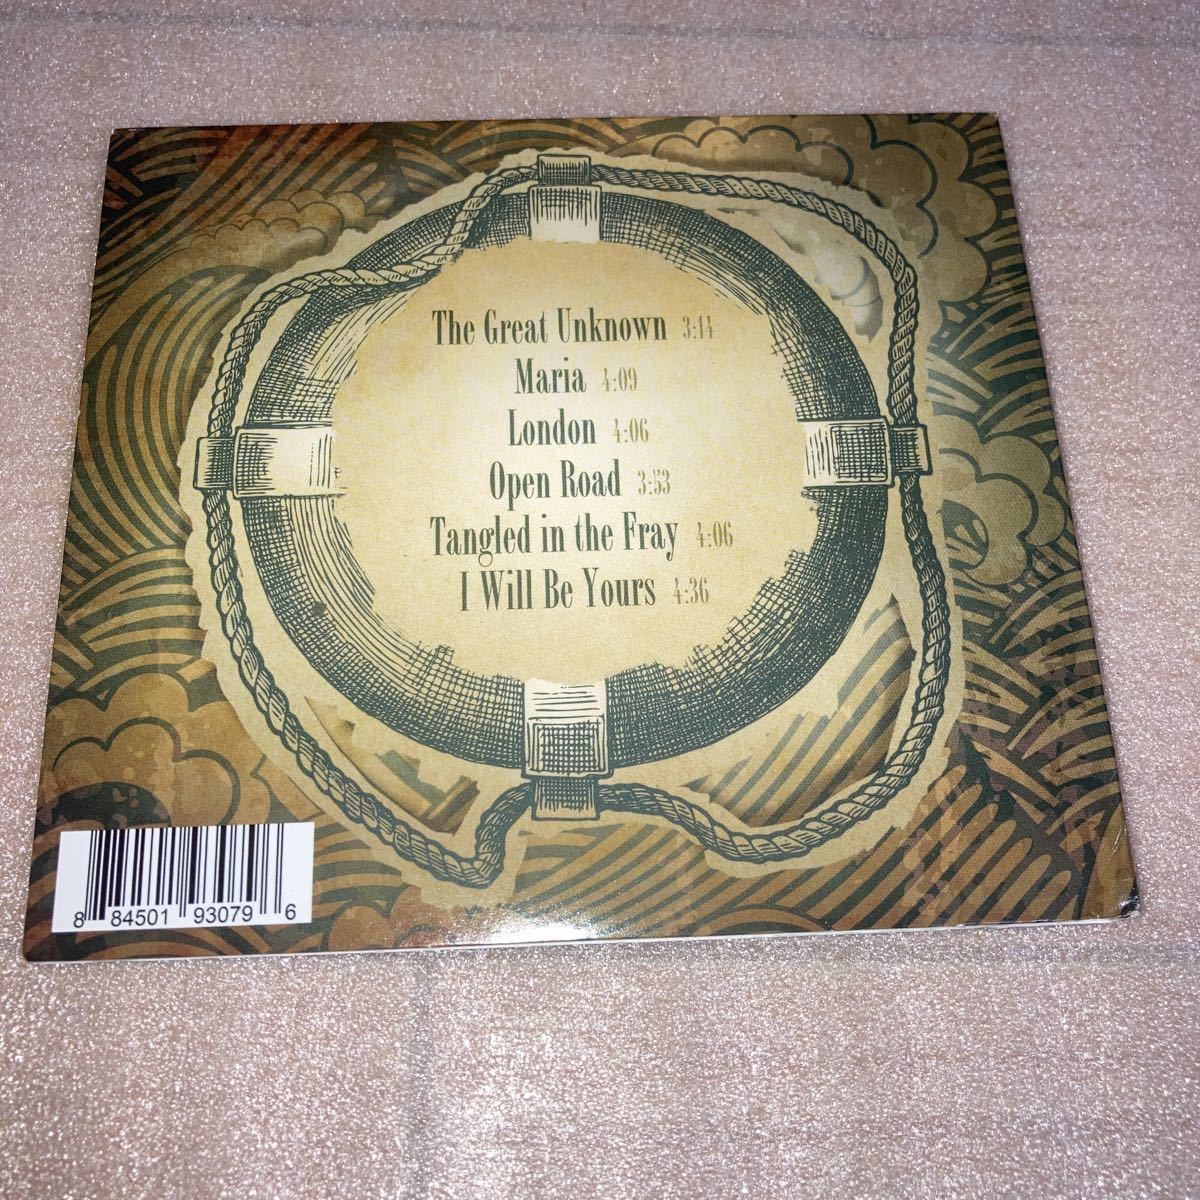 The Great Unknown 3:14
Maria 4:09
London 4:06
Open Road 3:53
Tangled in the Fray 4:06
I Will Be Yours 4:36
8 84501 93079 6